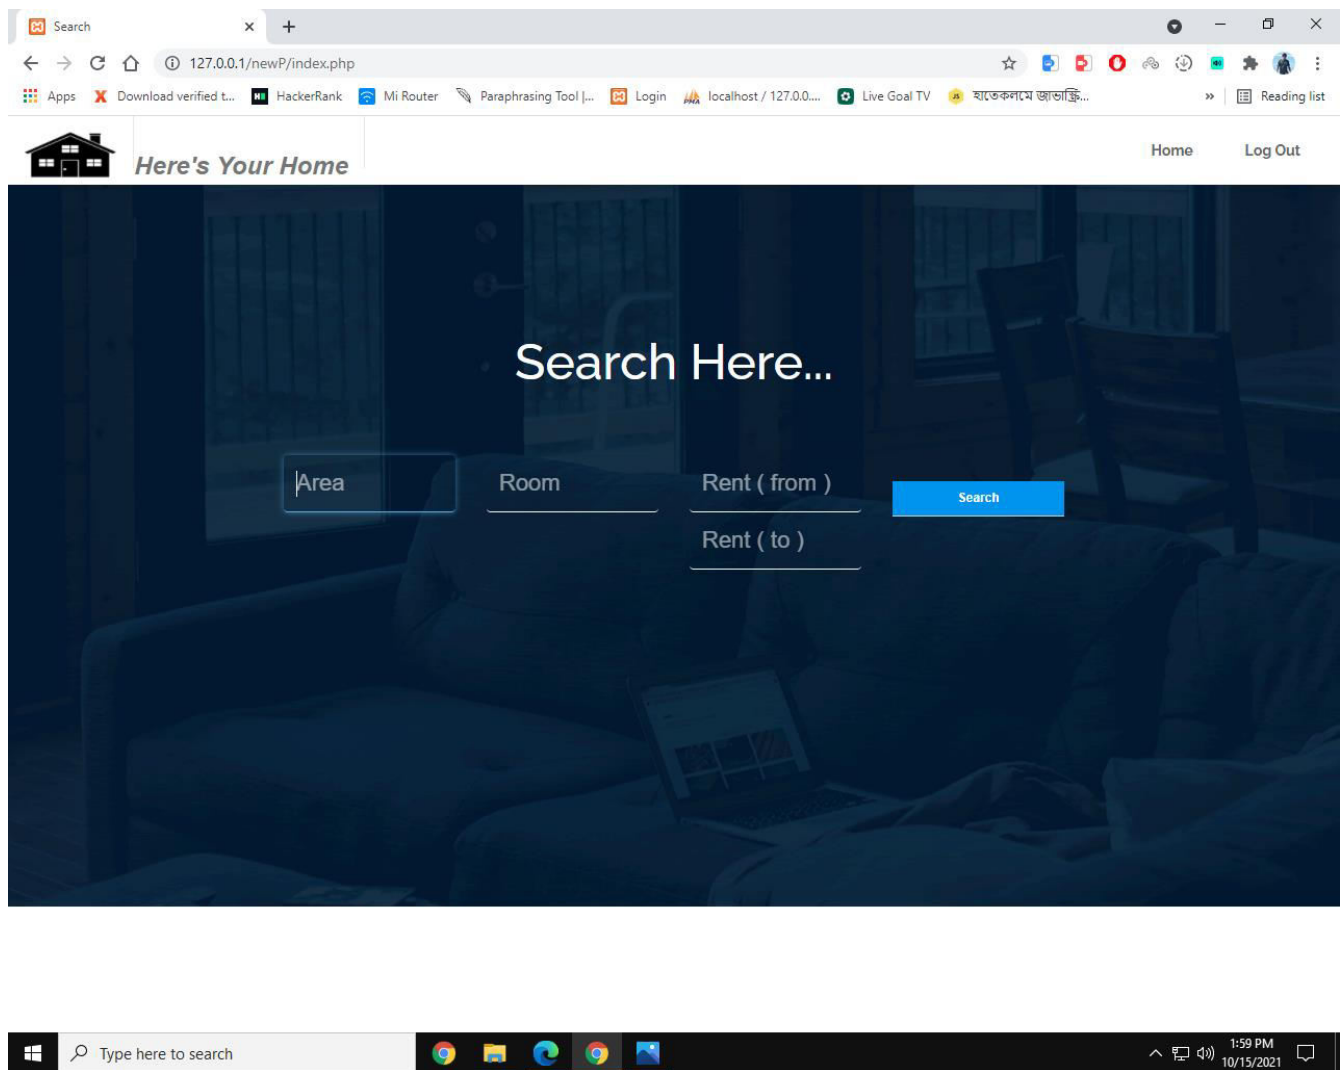 Search
127.0.0.1/newP/index.php
Apps Download verified t... HackerRank Mi Router Paraphrasing Tool |... Login localhost / 127.0.0.... Live Goal TV হাতেকলমে জাভাস্ক্রি... » Reading list
Here's Your Home
Home Log Out
Search Here...
Area Room Rent ( from ) Search
Rent ( to )
Type here to search
1:59 PM
10/15/2021